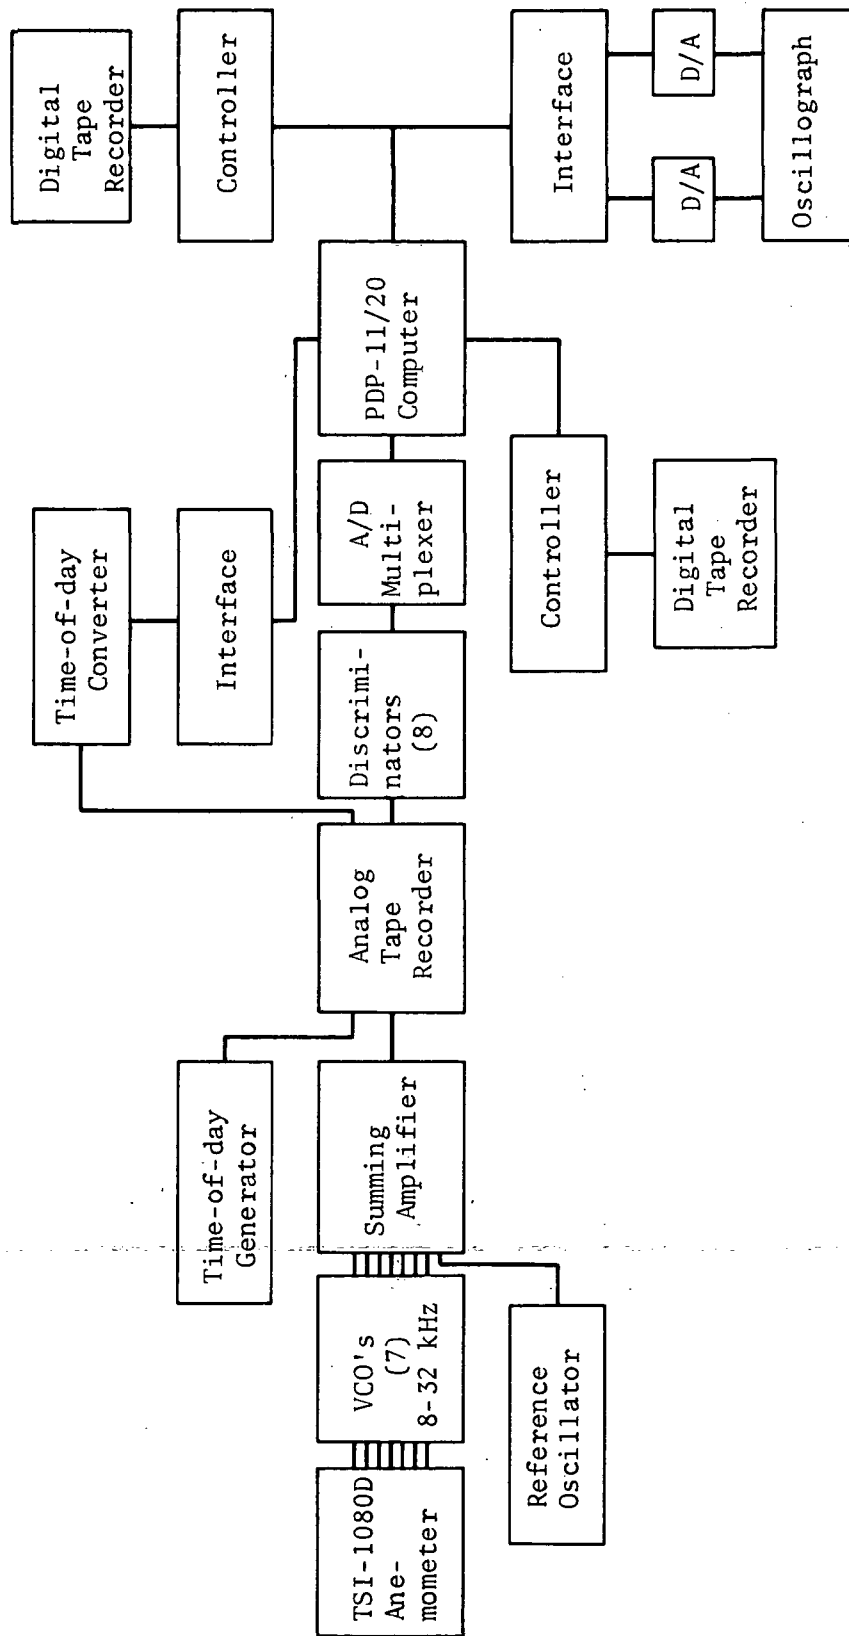 TSI-1080D
Ane-
mometer
VCO's
(7)
8-32 kHz
Reference
Oscillator
Summing
Amplifier
Time-of-day
Generator
Analog
Tape
Recorder
Discrimi-
nators
(8)
Time-of-day
Converter
Interface
A/D
Multi-
plexer
PDP-11/20
Computer
Controller
Digital
Tape
Recorder
Digital
Tape
Recorder
Controller
Interface
D/A
D/A
Oscillograph